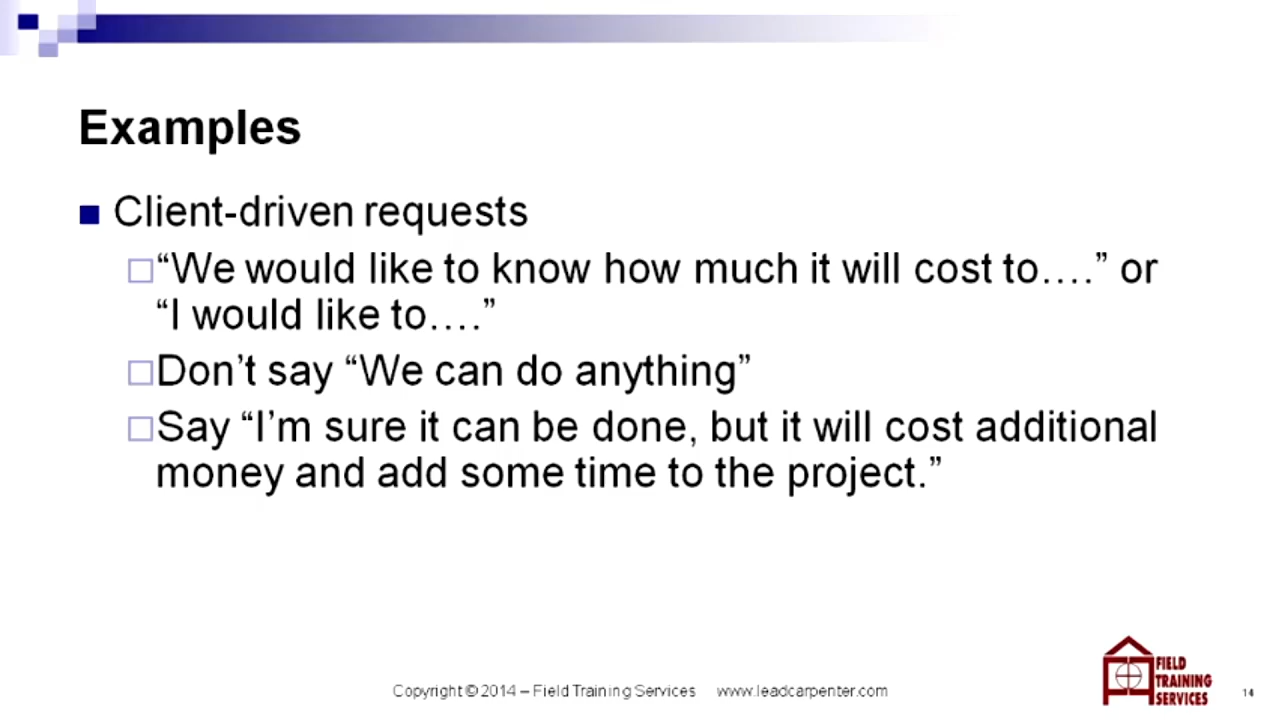 Examples
Client-driven requests
“We would like to know how much it will cost to….” or
“I would like to….”
Don’t say “We can do anything”
Say “I’m sure it can be done, but it will cost additional
money and add some time to the project.”
Copyright © 2014 – Field Training Services www.leadcarpenter.com
FIELD
TRAINING
SERVICES
14